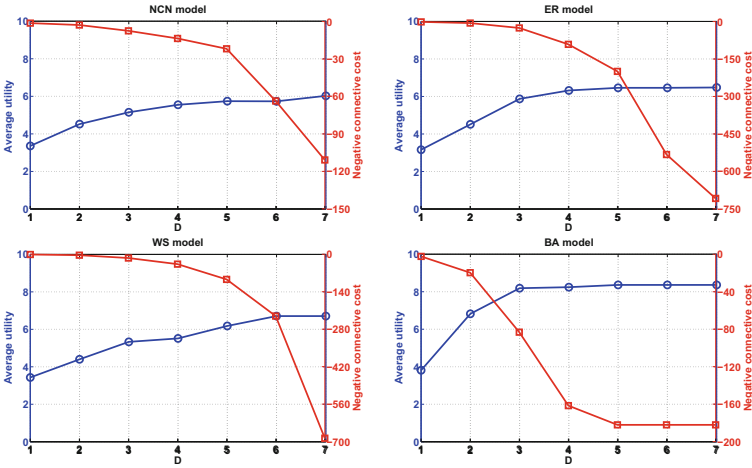 NCN model
Average utility
0
2
4
6
8
10
1 2 3 4 5 6 7
D
0
-30
-60
-90
-120
-150
Negative connective cost
ER model
Average utility
0
2
4
6
8
10
1 2 3 4 5 6 7
D
0
-150
-300
-450
-600
-750
Negative connective cost
WS model
Average utility
0
2
4
6
8
10
1 2 3 4 5 6 7
D
0
-140
-280
-420
-560
-700
Negative connective cost
BA model
Average utility
0
2
4
6
8
10
1 2 3 4 5 6 7
D
0
-40
-80
-120
-160
-200
Negative connective cost